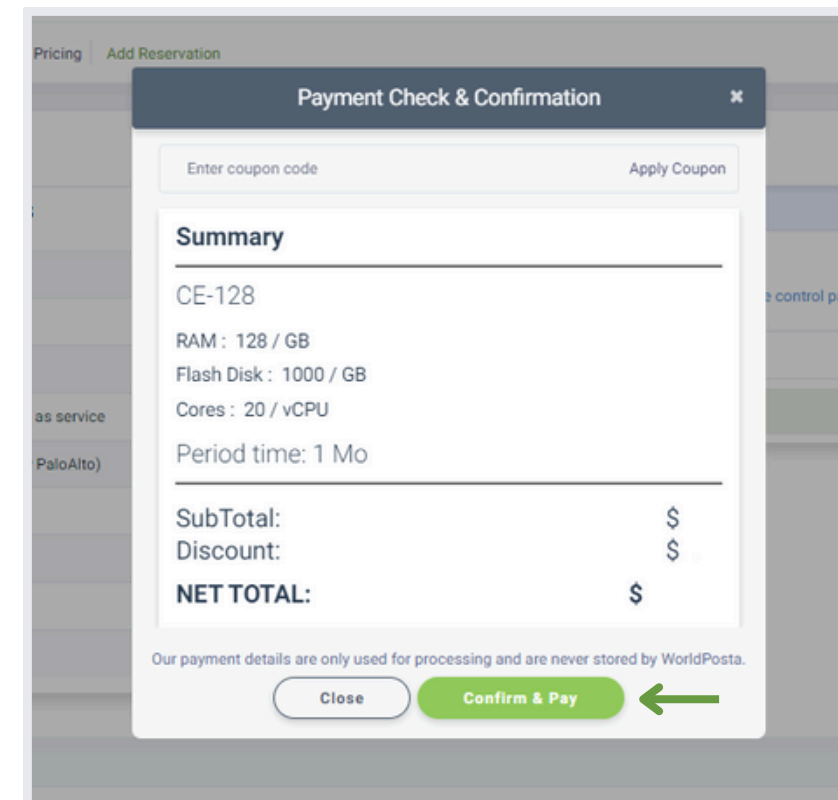 Pricing Add Reservation
Payment Check & Confirmation ×
Enter coupon code Apply Coupon
Summary
CE-128
e control p
RAM : 128 / GB
Flash Disk : 1000 / GB
Cores : 20 / vCPU
as service
Period time: 1 Mo
PaloAlto)
SubTotal: $
Discount: $
NET TOTAL: $
Our payment details are only used for processing and are never stored by WorldPosta.
Close Confirm & Pay